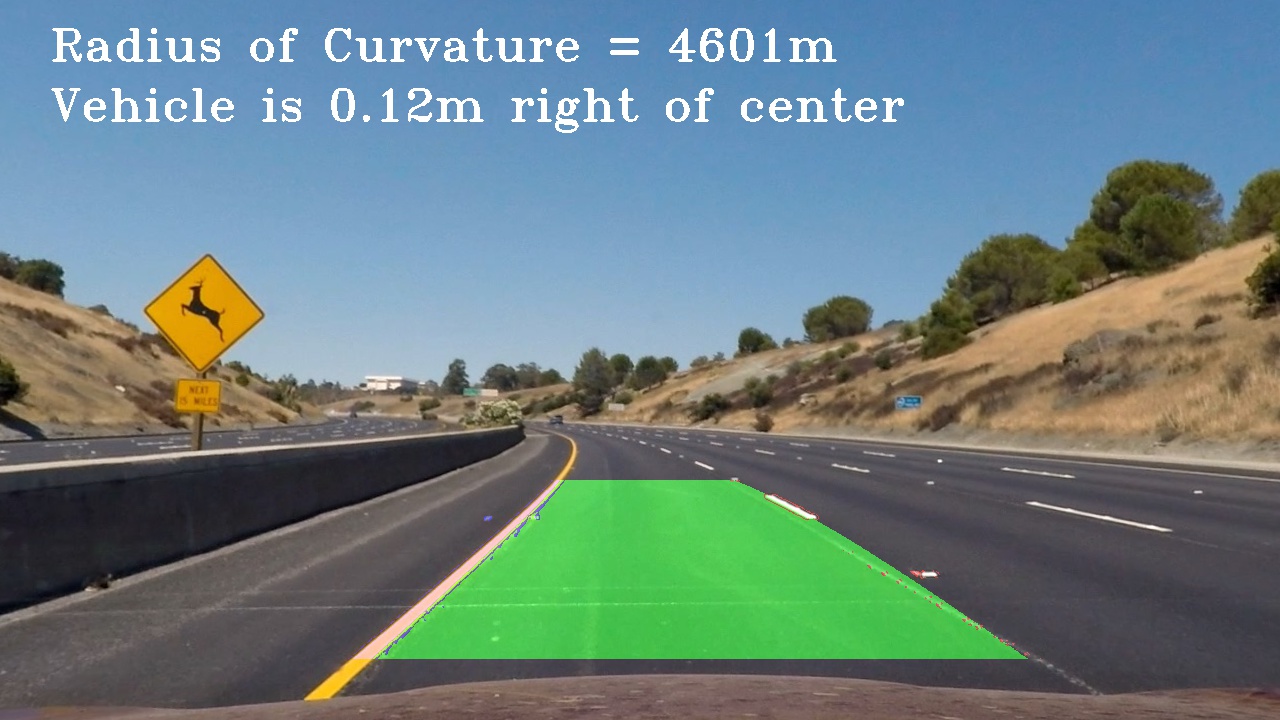 Radius of Curvature = 4601m
Vehicle is 0.12m right of center
NEXT
15 MILES